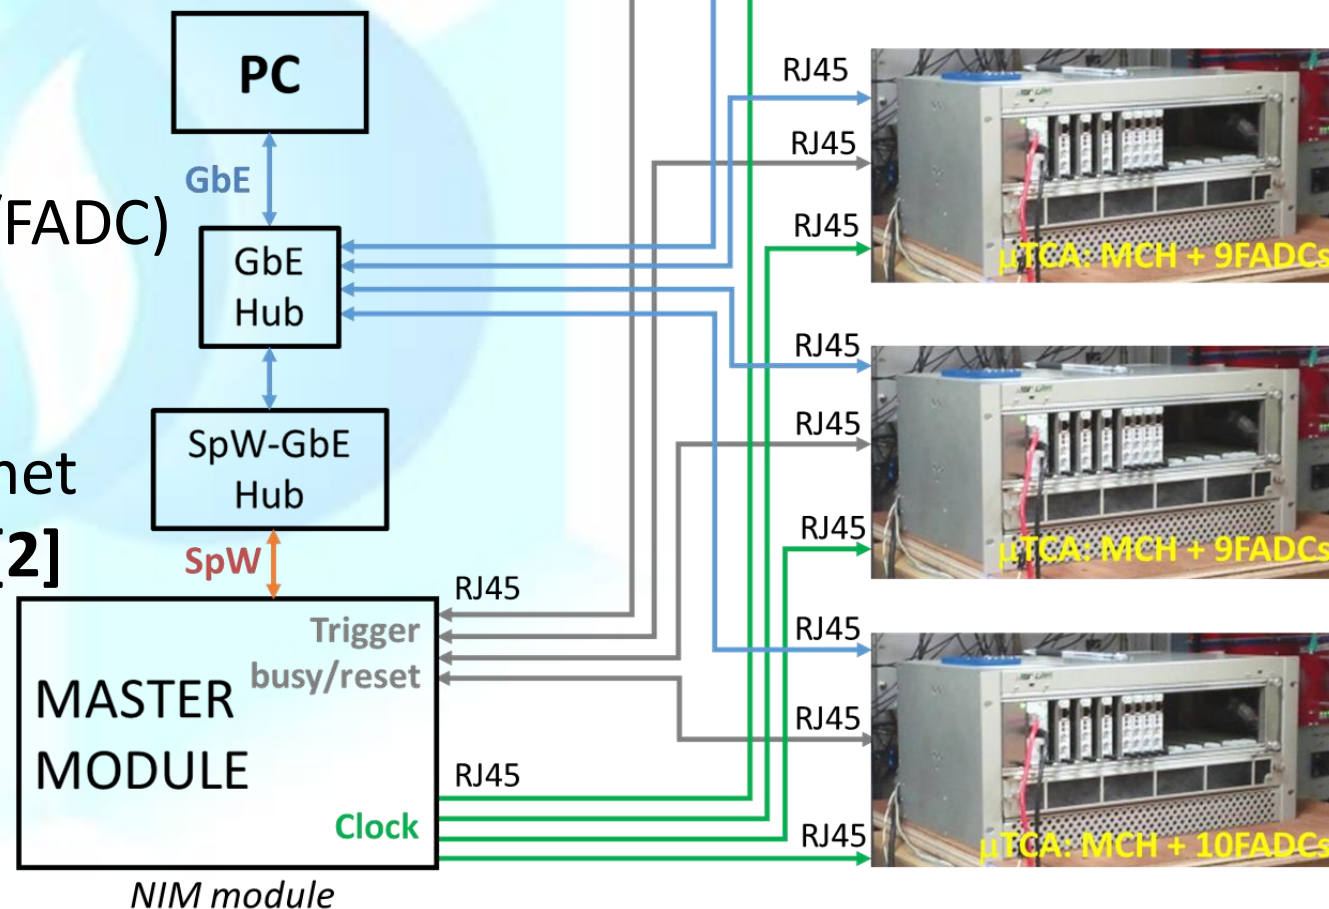 PC
GbE
/FADC)
GbE
Hub
SpW-GbE
Hub
net
[2]
SpW
RJ45
Trigger
busy/reset
MASTER
MODULE
RJ45
Clock
NIM module
RJ45
RJ45
RJ45
μTCA: MCH + 9FADCs
RJ45
RJ45
RJ45
μTCA: MCH + 9FADCs
RJ45
RJ45
RJ45
μTCA: MCH + 10FADCs